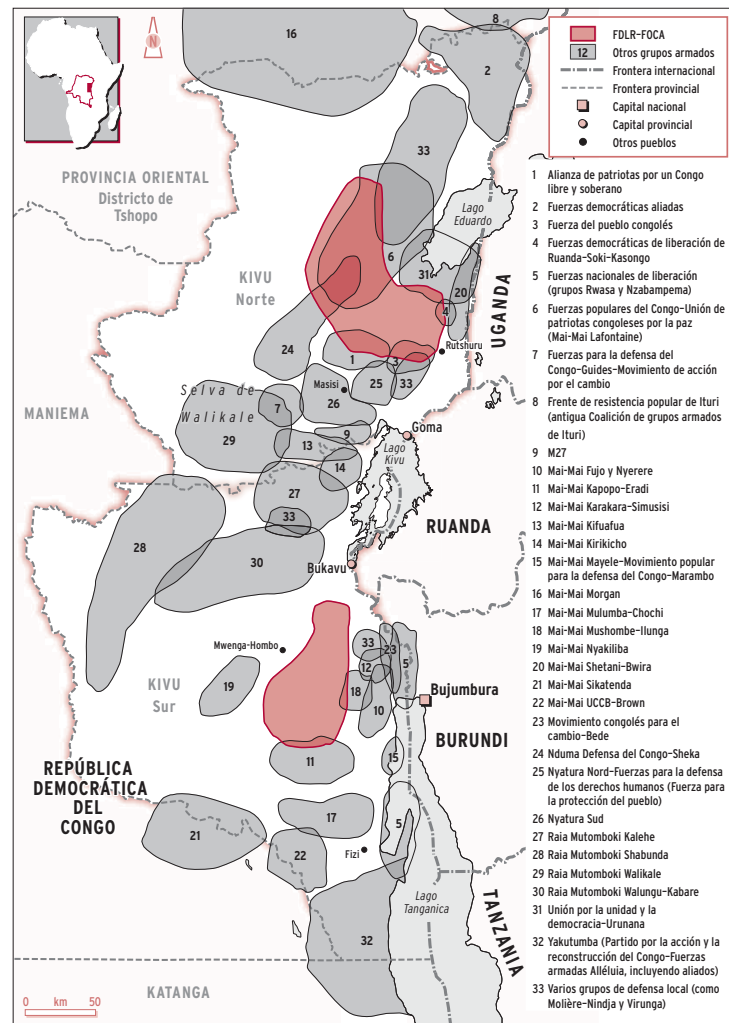 FDLR-FOCA
12 Otros grupos armados
Frontera internacional
Frontera provincial
Capital nacional
Capital provincial
Otros pueblos
1 Alianza de patriotas por un Congo
libre y soberano
2 Fuerzas democráticas aliadas
3 Fuerza del pueblo congolés
4 Fuerzas democráticas de liberación de
Ruanda-Soki-Kasongo
5 Fuerzas nacionales de liberación
(grupos Rwasa y Nzabampema)
6 Fuerzas populares del Congo-Unión de
patriotas congoleses por la paz
(Mai-Mai Lafontaine)
7 Fuerzas para la defensa del
Congo-Guides-Movimiento de acción
por el cambio
8 Frente de resistencia popular de Ituri
(antigua Coalición de grupos armados
de Ituri)
9 M27
10 Mai-Mai Fujo y Nyerere
11 Mai-Mai Kapopo-Eradi
12 Mai-Mai Karakara-Simusisi
13 Mai-Mai Kifuafua
14 Mai-Mai Kirikicho
15 Mai-Mai Mayele-Movimiento popular
para la defensa del Congo-Marambo
16 Mai-Mai Morgan
17 Mai-Mai Mulumba-Chochi
18 Mai-Mai Mushombe-Ilunga
19 Mai-Mai Nyakiliba
20 Mai-Mai Shetani-Bwira
21 Mai-Mai Sikatenda
22 Mai-Mai UCCB-Brown
23 Movimiento congolés para el
cambio-Bede
24 Nduma Defensa del Congo-Sheka
25 Nyatura Nord-Fuerzas para la defensa
de los derechos humanos (Fuerza para
la protección del pueblo)
26 Nyatura Sud
27 Raia Mutomboki Kalehe
28 Raia Mutomboki Shabunda
29 Raia Mutomboki Walikale
30 Raia Mutomboki Walungu-Kabare
31 Unión por la unidad y la
democracia-Urunana
32 Yakutumba (Partido por la acción y la
reconstrucción del Congo-Fuerzas
armadas Alléluia, incluyendo aliados)
33 Varios grupos de defensa local (como
Molière-Nindja y Virunga)
N
16
8
2
33
PROVINCIA ORIENTAL
Distrito de
Tshopo
Lago
Eduardo
6
31
20
KIVU
Norte
4
UGANDA
24
1
3
Rutshuru
Masisi
25
33
26
Selva de
Walikale
7
MANIEMA
29
9
Goma
13
Lago
Kivu
14
27
33
RUANDA
28
30
Bukavu
Mwenga-Hombo
33
23
12
5
19
18
10
KIVU
Sur
Bujumbura
BURUNDI
11
15
REPÚBLICA
DEMOCRÁTICA
DEL
CONGO
21
17
5
22
Fizi
Lago
Tanganica
TANZANIA
32
KATANGA
0 km 50